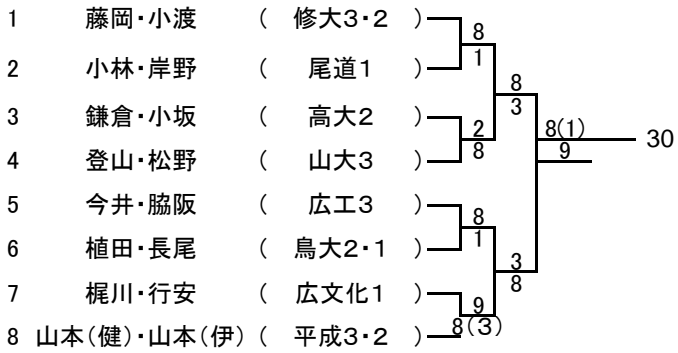 1 藤岡・小渡 ( 修大3・2 )
8
1
2 小林・岸野 ( 尾道1 )
8
3
3 鎌倉・小坂 ( 高大2 )
2
8
8(1)
9
30
4 登山・松野 ( 山大3 )
5 今井・脇阪 ( 広工3 )
8
1
6 植田・長尾 ( 鳥大2・1 )
3
8
7 梶川・行安 ( 広文化1 )
9
8(3)
8 山本(健)・山本(伊) ( 平成3・2 )